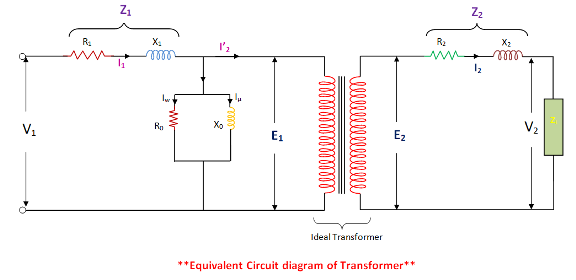 Z₁
Z₂
R₁
X₁
I'₂
R₂
X₂
I₁
I₂
Iw
Iμ
V₁
R₀
X₀
E₁
E₂
V₂
Ideal Transformer
**Equivalent Circuit diagram of Transformer**